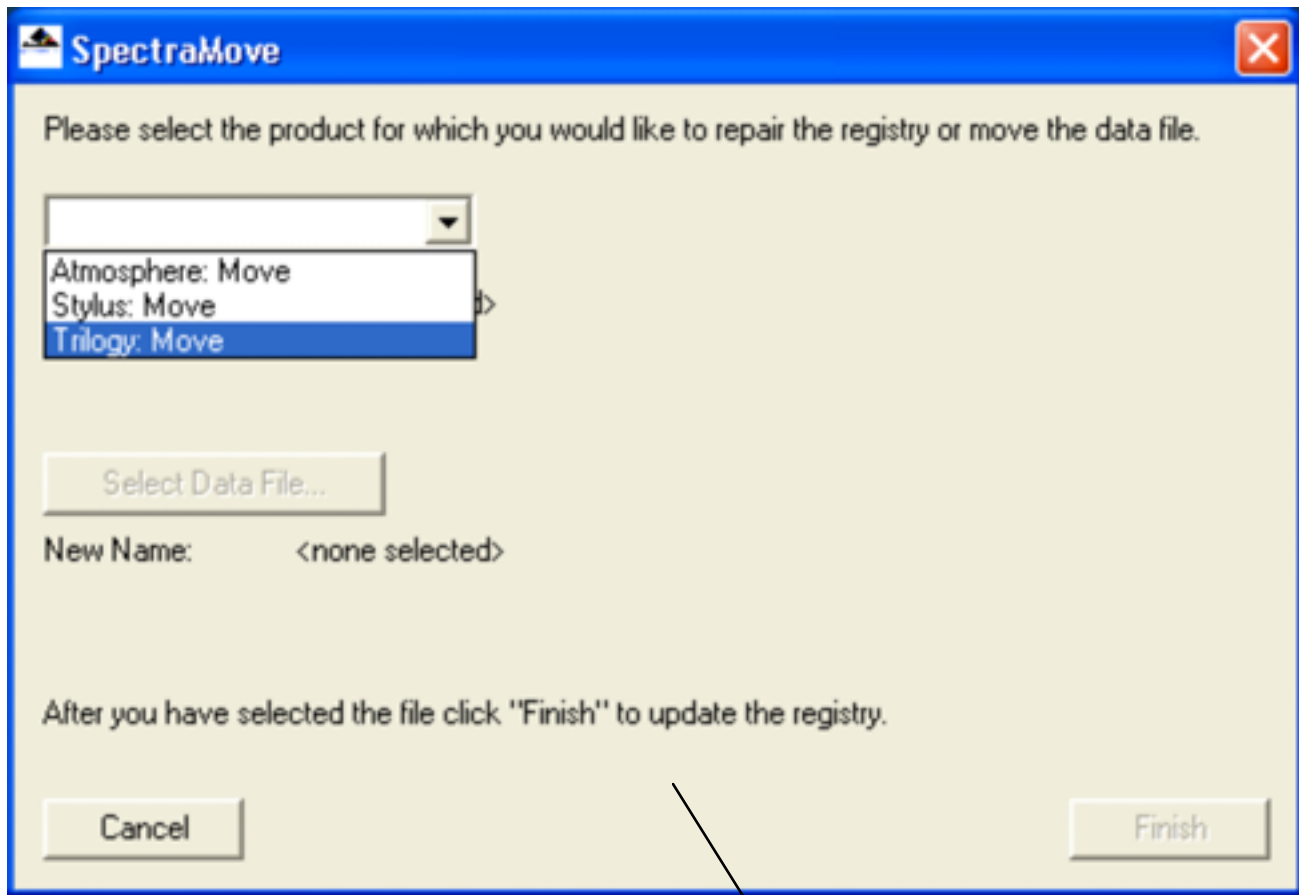 SpectraMove
Please select the product for which you would like to repair the registry or move the data file.
Atmosphere: Move
Stylus: Move
Trilogy: Move
Select Data File...
New Name: <none selected>
After you have selected the file click "Finish" to update the registry.
Cancel
Finish